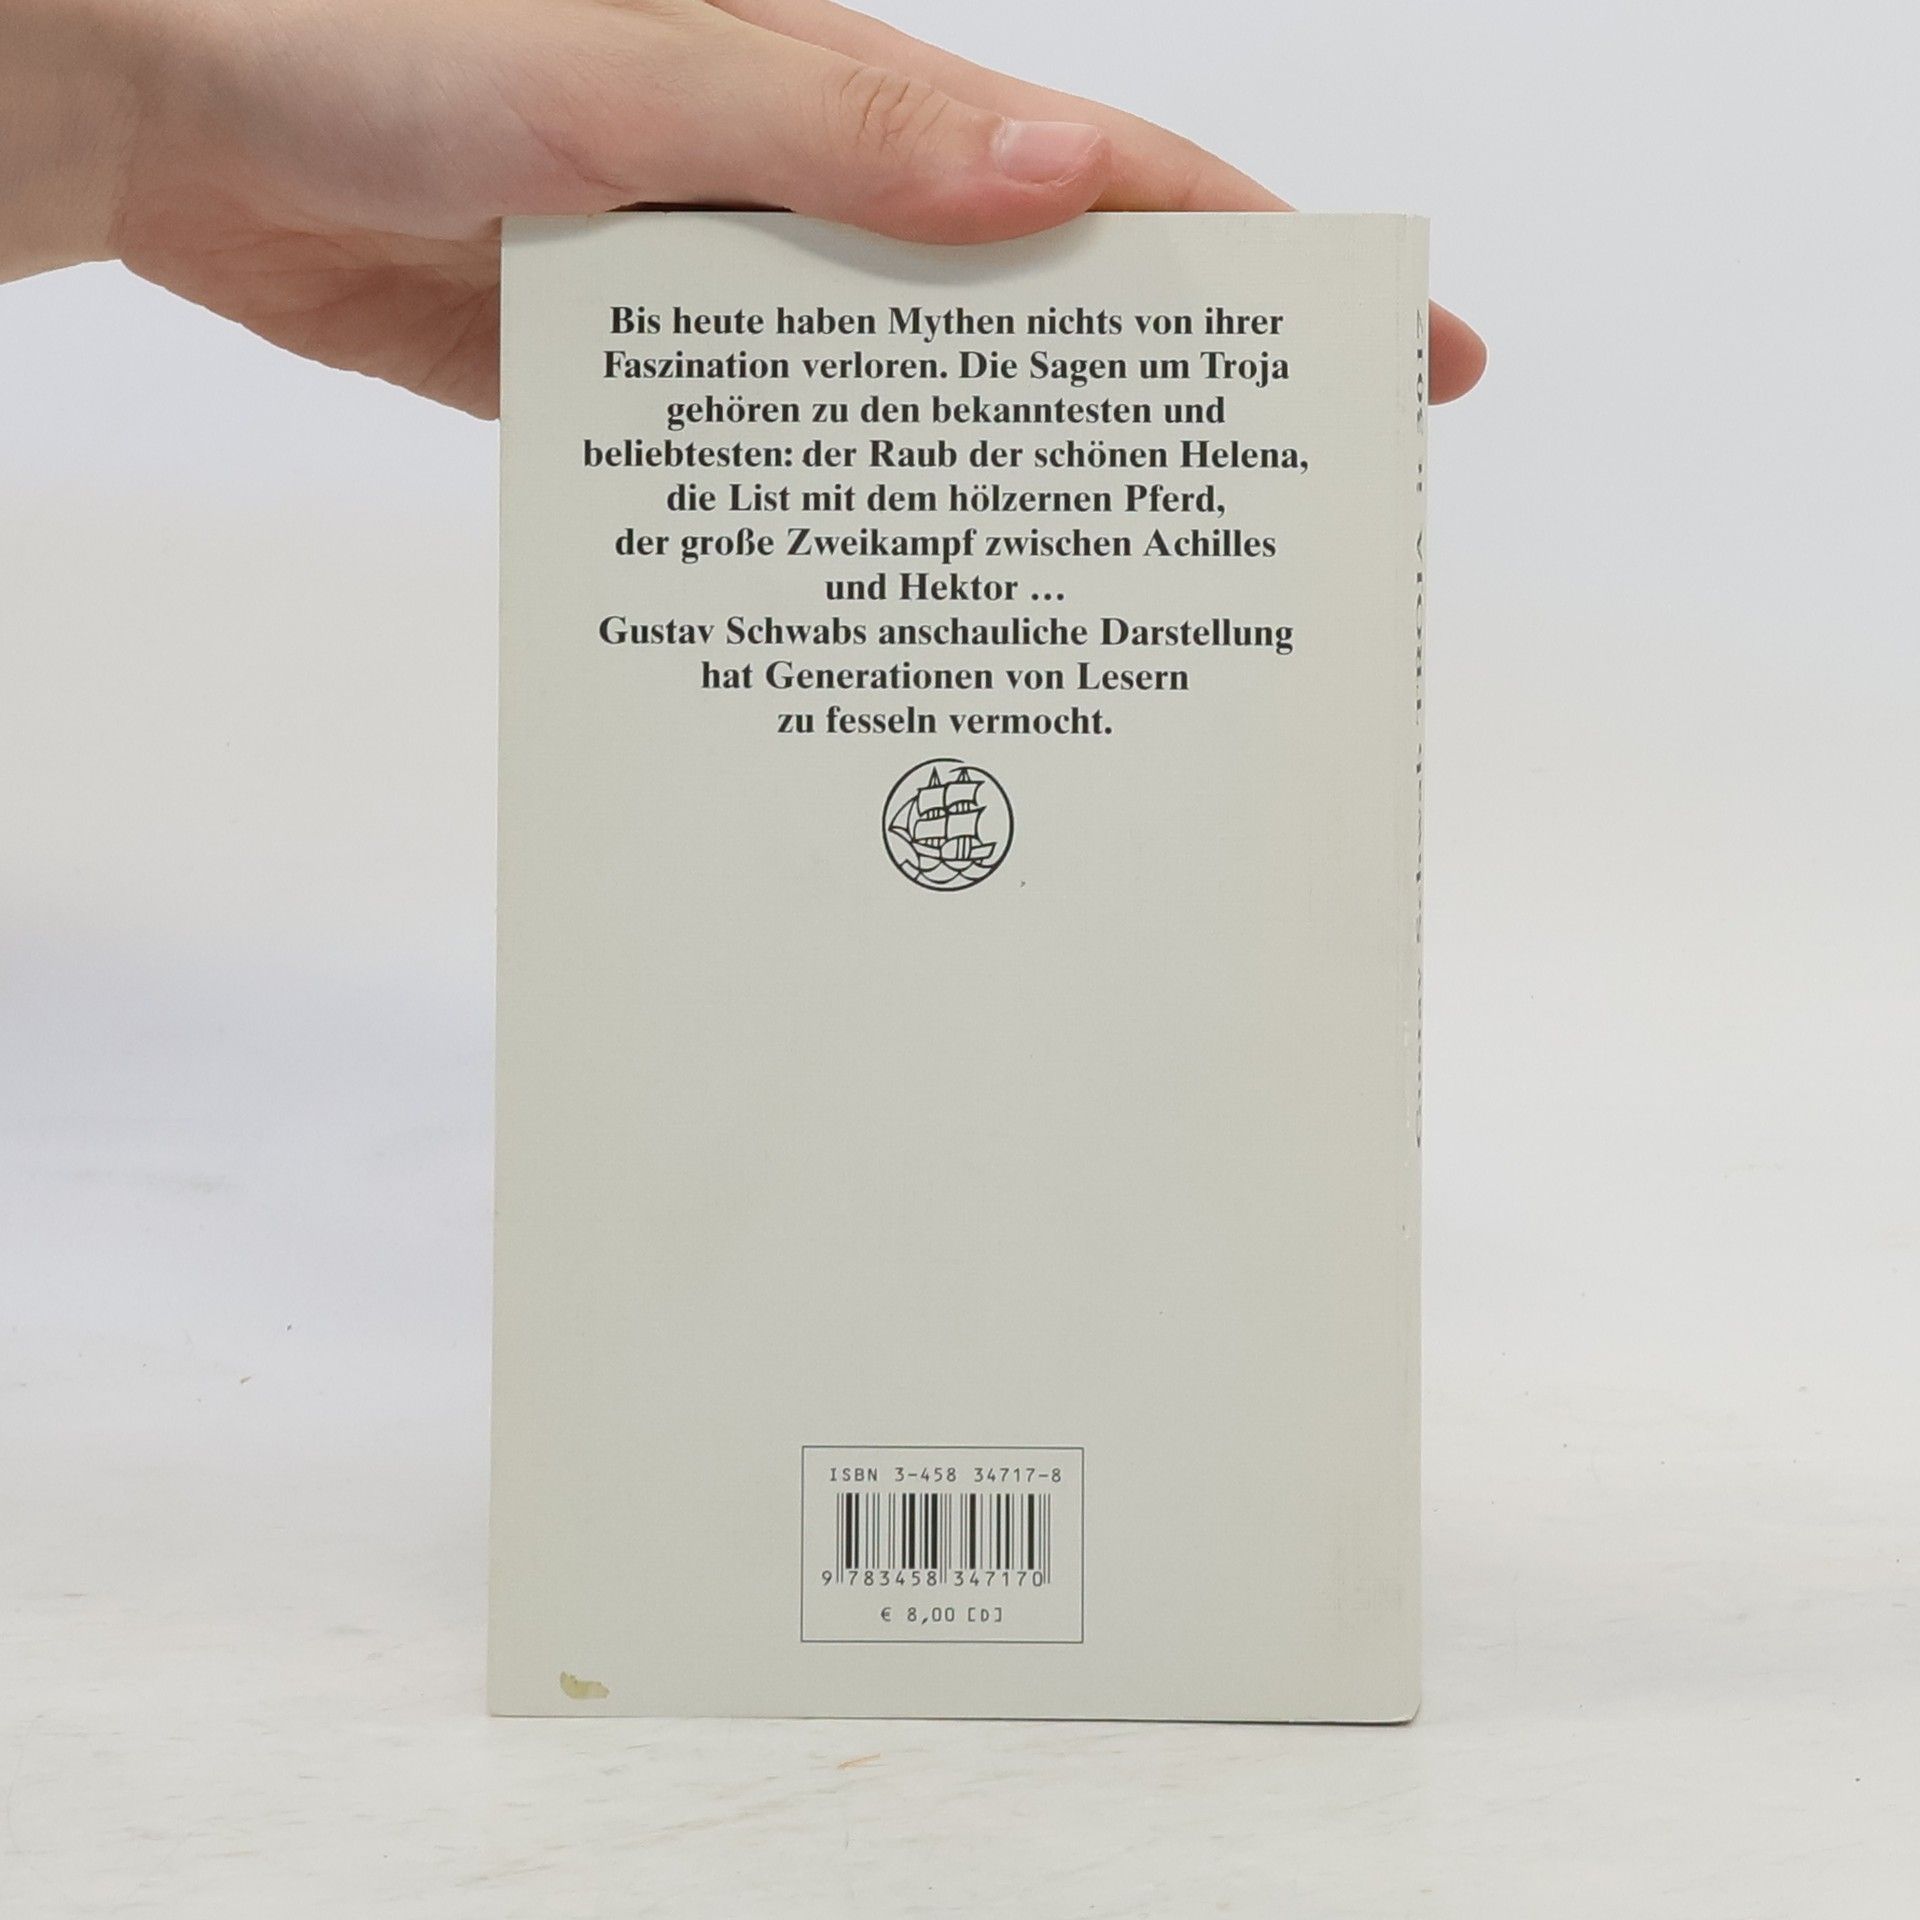 Bis heute haben Mythen nichts von ihrer
Faszination verloren. Die Sagen um Troja
gehören zu den bekanntesten und
beliebtesten: der Raub der schönen Helena,
die List mit dem hölzernen Pferd,
der große Zweikampf zwischen Achilles
und Hektor ...
Gustav Schwabs anschauliche Darstellung
hat Generationen von Lesern
zu fesseln vermocht.
ISBN 3-458 34717-8
9 783458 347170
€ 8,00 [D]